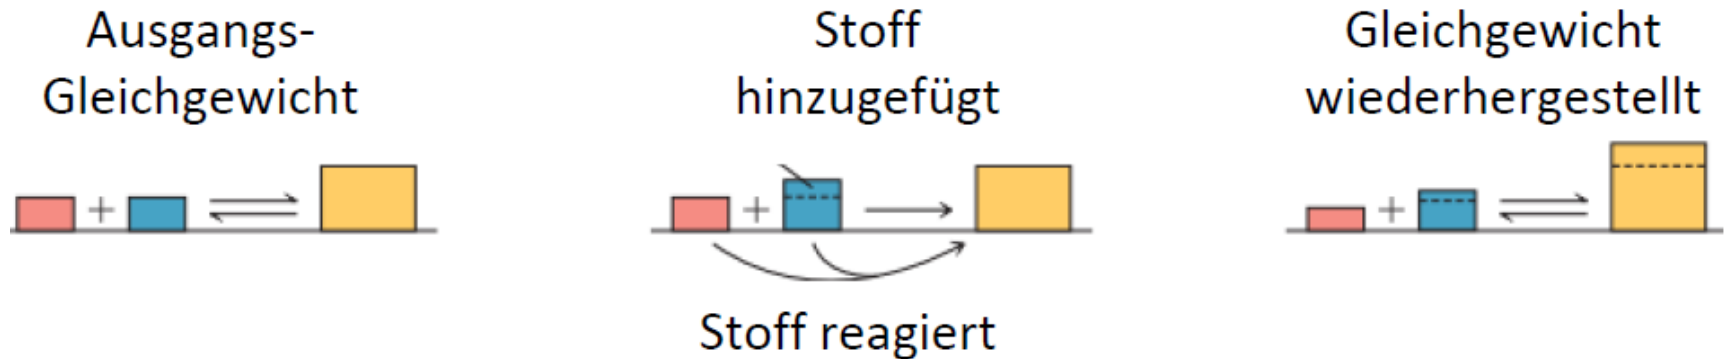 Ausgangs-
Gleichgewicht
Stoff
hinzugefügt
Gleichgewicht
wiederhergestellt
+
+
+
Stoff reagiert